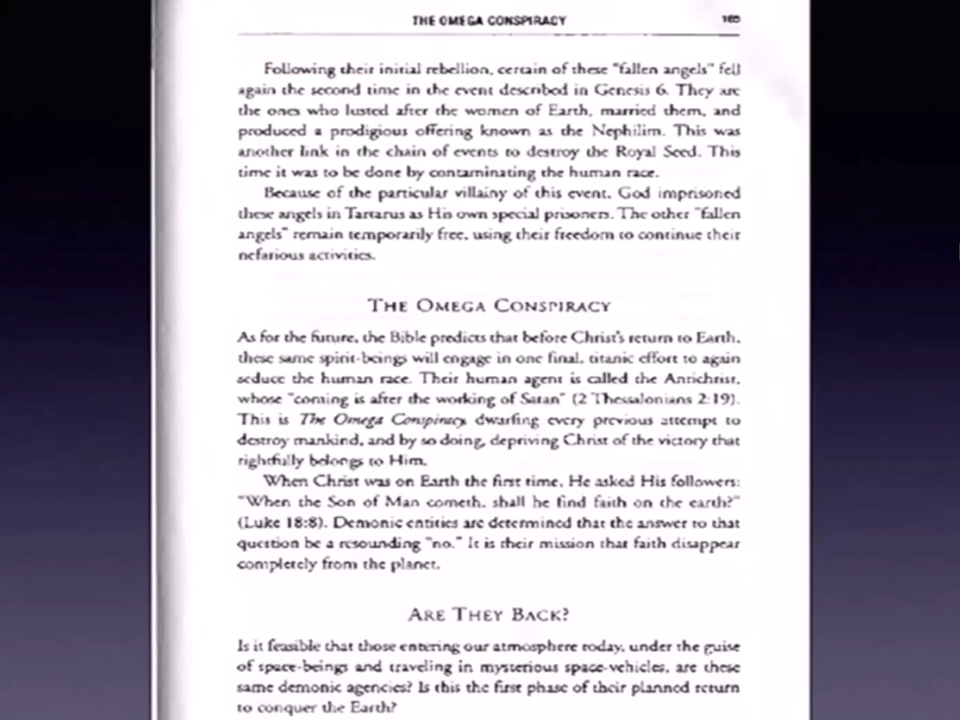 THE OMEGA CONSPIRACY
Following their initial rebellion, certain of these "fallen angels" fell
again the second time in the event described in Genesis 6. They are
the ones who lusted after the women of Earth, married them, and
produced a prodigious offering known as the Nephilim. This was
another link in the chain of events to destroy the Royal Seed. This
time it was to be done by contaminating the human race.
Because of the particular villainy of this event, God imprisoned
these angels in Tartarus as His own special prisoners. The other "fallen
angels" remain temporarily free, using their freedom to continue their
nefarious activities.
THE OMEGA CONSPIRACY
As for the future, the Bible predicts that before Christ's return to Earth,
these same spirit-beings will engage in one final, titanic effort to again
seduce the human race. Their human agent is called the Antichrist,
whose "coming is after the working of Satan" (2 Thessalonians 2:19).
This is The Omega Conspiracy, dwarfing every previous attempt to
destroy mankind, and by so doing, depriving Christ of the victory that
rightfully belongs to Him.
When Christ was on Earth the first time, He asked His followers:
"When the Son of Man cometh, shall he find faith on the earth?"
(Luke 18:8). Demonic entities are determined that the answer to that
question be a resounding "no." It is their mission that faith disappear
completely from the planet.
ARE THEY BACK?
Is it feasible that those entering our atmosphere today, under the guise
of space-beings and traveling in mysterious space-vehicles, are these
same demonic agencies? Is this the first phase of their planned return
to conquer the Earth?